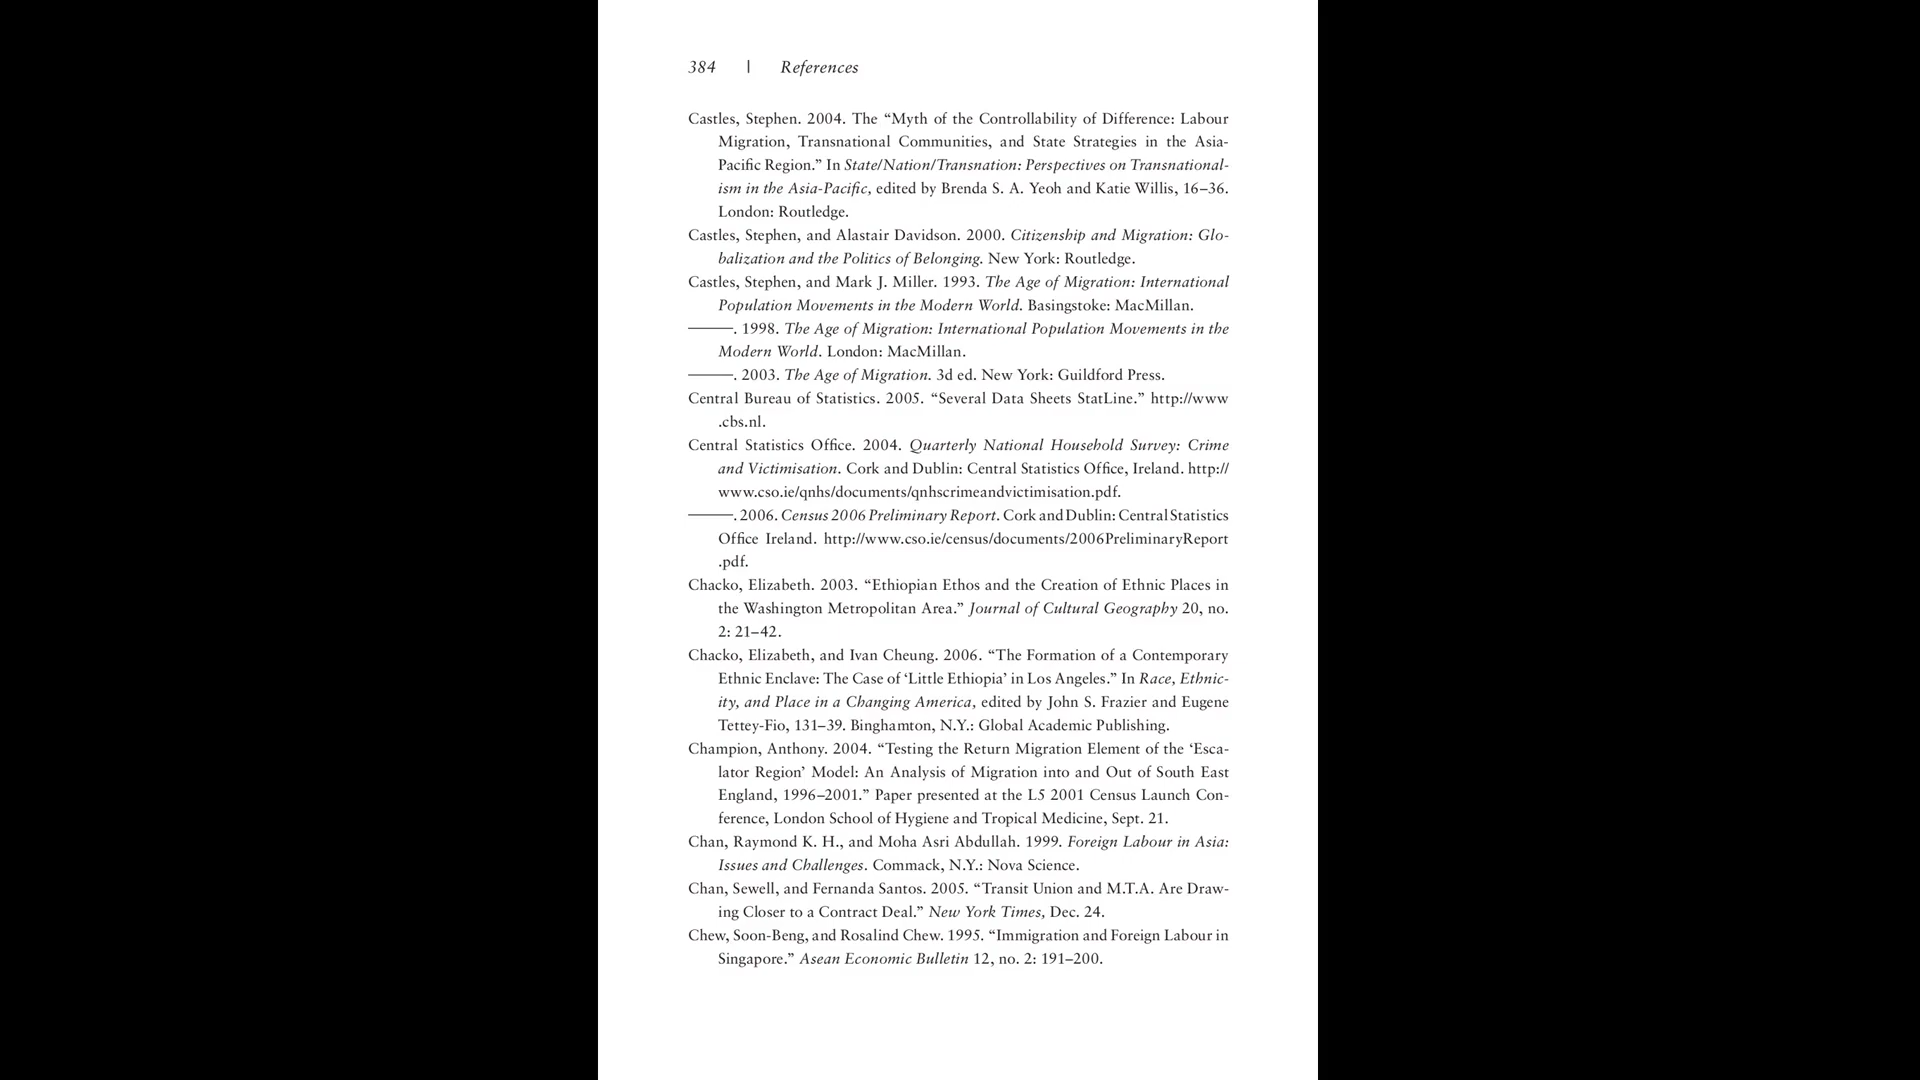 384 | References
Castles, Stephen. 2004. The “Myth of the Controllability of Difference: Labour
Migration, Transnational Communities, and State Strategies in the Asia-
Pacific Region.” In State/Nation/Transnation: Perspectives on Transnational-
ism in the Asia-Pacific, edited by Brenda S. A. Yeoh and Katie Willis, 16–36.
London: Routledge.
Castles, Stephen, and Alastair Davidson. 2000. Citizenship and Migration: Glo-
balization and the Politics of Belonging. New York: Routledge.
Castles, Stephen, and Mark J. Miller. 1993. The Age of Migration: International
Population Movements in the Modern World. Basingstoke: MacMillan.
———. 1998. The Age of Migration: International Population Movements in the
Modern World. London: MacMillan.
———. 2003. The Age of Migration. 3d ed. New York: Guildford Press.
Central Bureau of Statistics. 2005. “Several Data Sheets StatLine.” http://www
.cbs.nl.
Central Statistics Office. 2004. Quarterly National Household Survey: Crime
and Victimisation. Cork and Dublin: Central Statistics Office, Ireland. http://
www.cso.ie/qnhs/documents/qnhscrimeandvictimisation.pdf.
———. 2006. Census 2006 Preliminary Report. Cork and Dublin: Central Statistics
Office Ireland. http://www.cso.ie/census/documents/2006PreliminaryReport
.pdf.
Chacko, Elizabeth. 2003. “Ethiopian Ethos and the Creation of Ethnic Places in
the Washington Metropolitan Area.” Journal of Cultural Geography 20, no.
2: 21–42.
Chacko, Elizabeth, and Ivan Cheung. 2006. “The Formation of a Contemporary
Ethnic Enclave: The Case of ‘Little Ethiopia’ in Los Angeles.” In Race, Ethnic-
ity, and Place in a Changing America, edited by John S. Frazier and Eugene
Tettey-Fio, 131–39. Binghamton, N.Y.: Global Academic Publishing.
Champion, Anthony. 2004. “Testing the Return Migration Element of the ‘Esca-
lator Region’ Model: An Analysis of Migration into and Out of South East
England, 1996–2001.” Paper presented at the L5 2001 Census Launch Con-
ference, London School of Hygiene and Tropical Medicine, Sept. 21.
Chan, Raymond K. H., and Moha Asri Abdullah. 1999. Foreign Labour in Asia:
Issues and Challenges. Commack, N.Y.: Nova Science.
Chan, Sewell, and Fernanda Santos. 2005. “Transit Union and M.T.A. Are Draw-
ing Closer to a Contract Deal.” New York Times, Dec. 24.
Chew, Soon-Beng, and Rosalind Chew. 1995. “Immigration and Foreign Labour in
Singapore.” Asean Economic Bulletin 12, no. 2: 191–200.